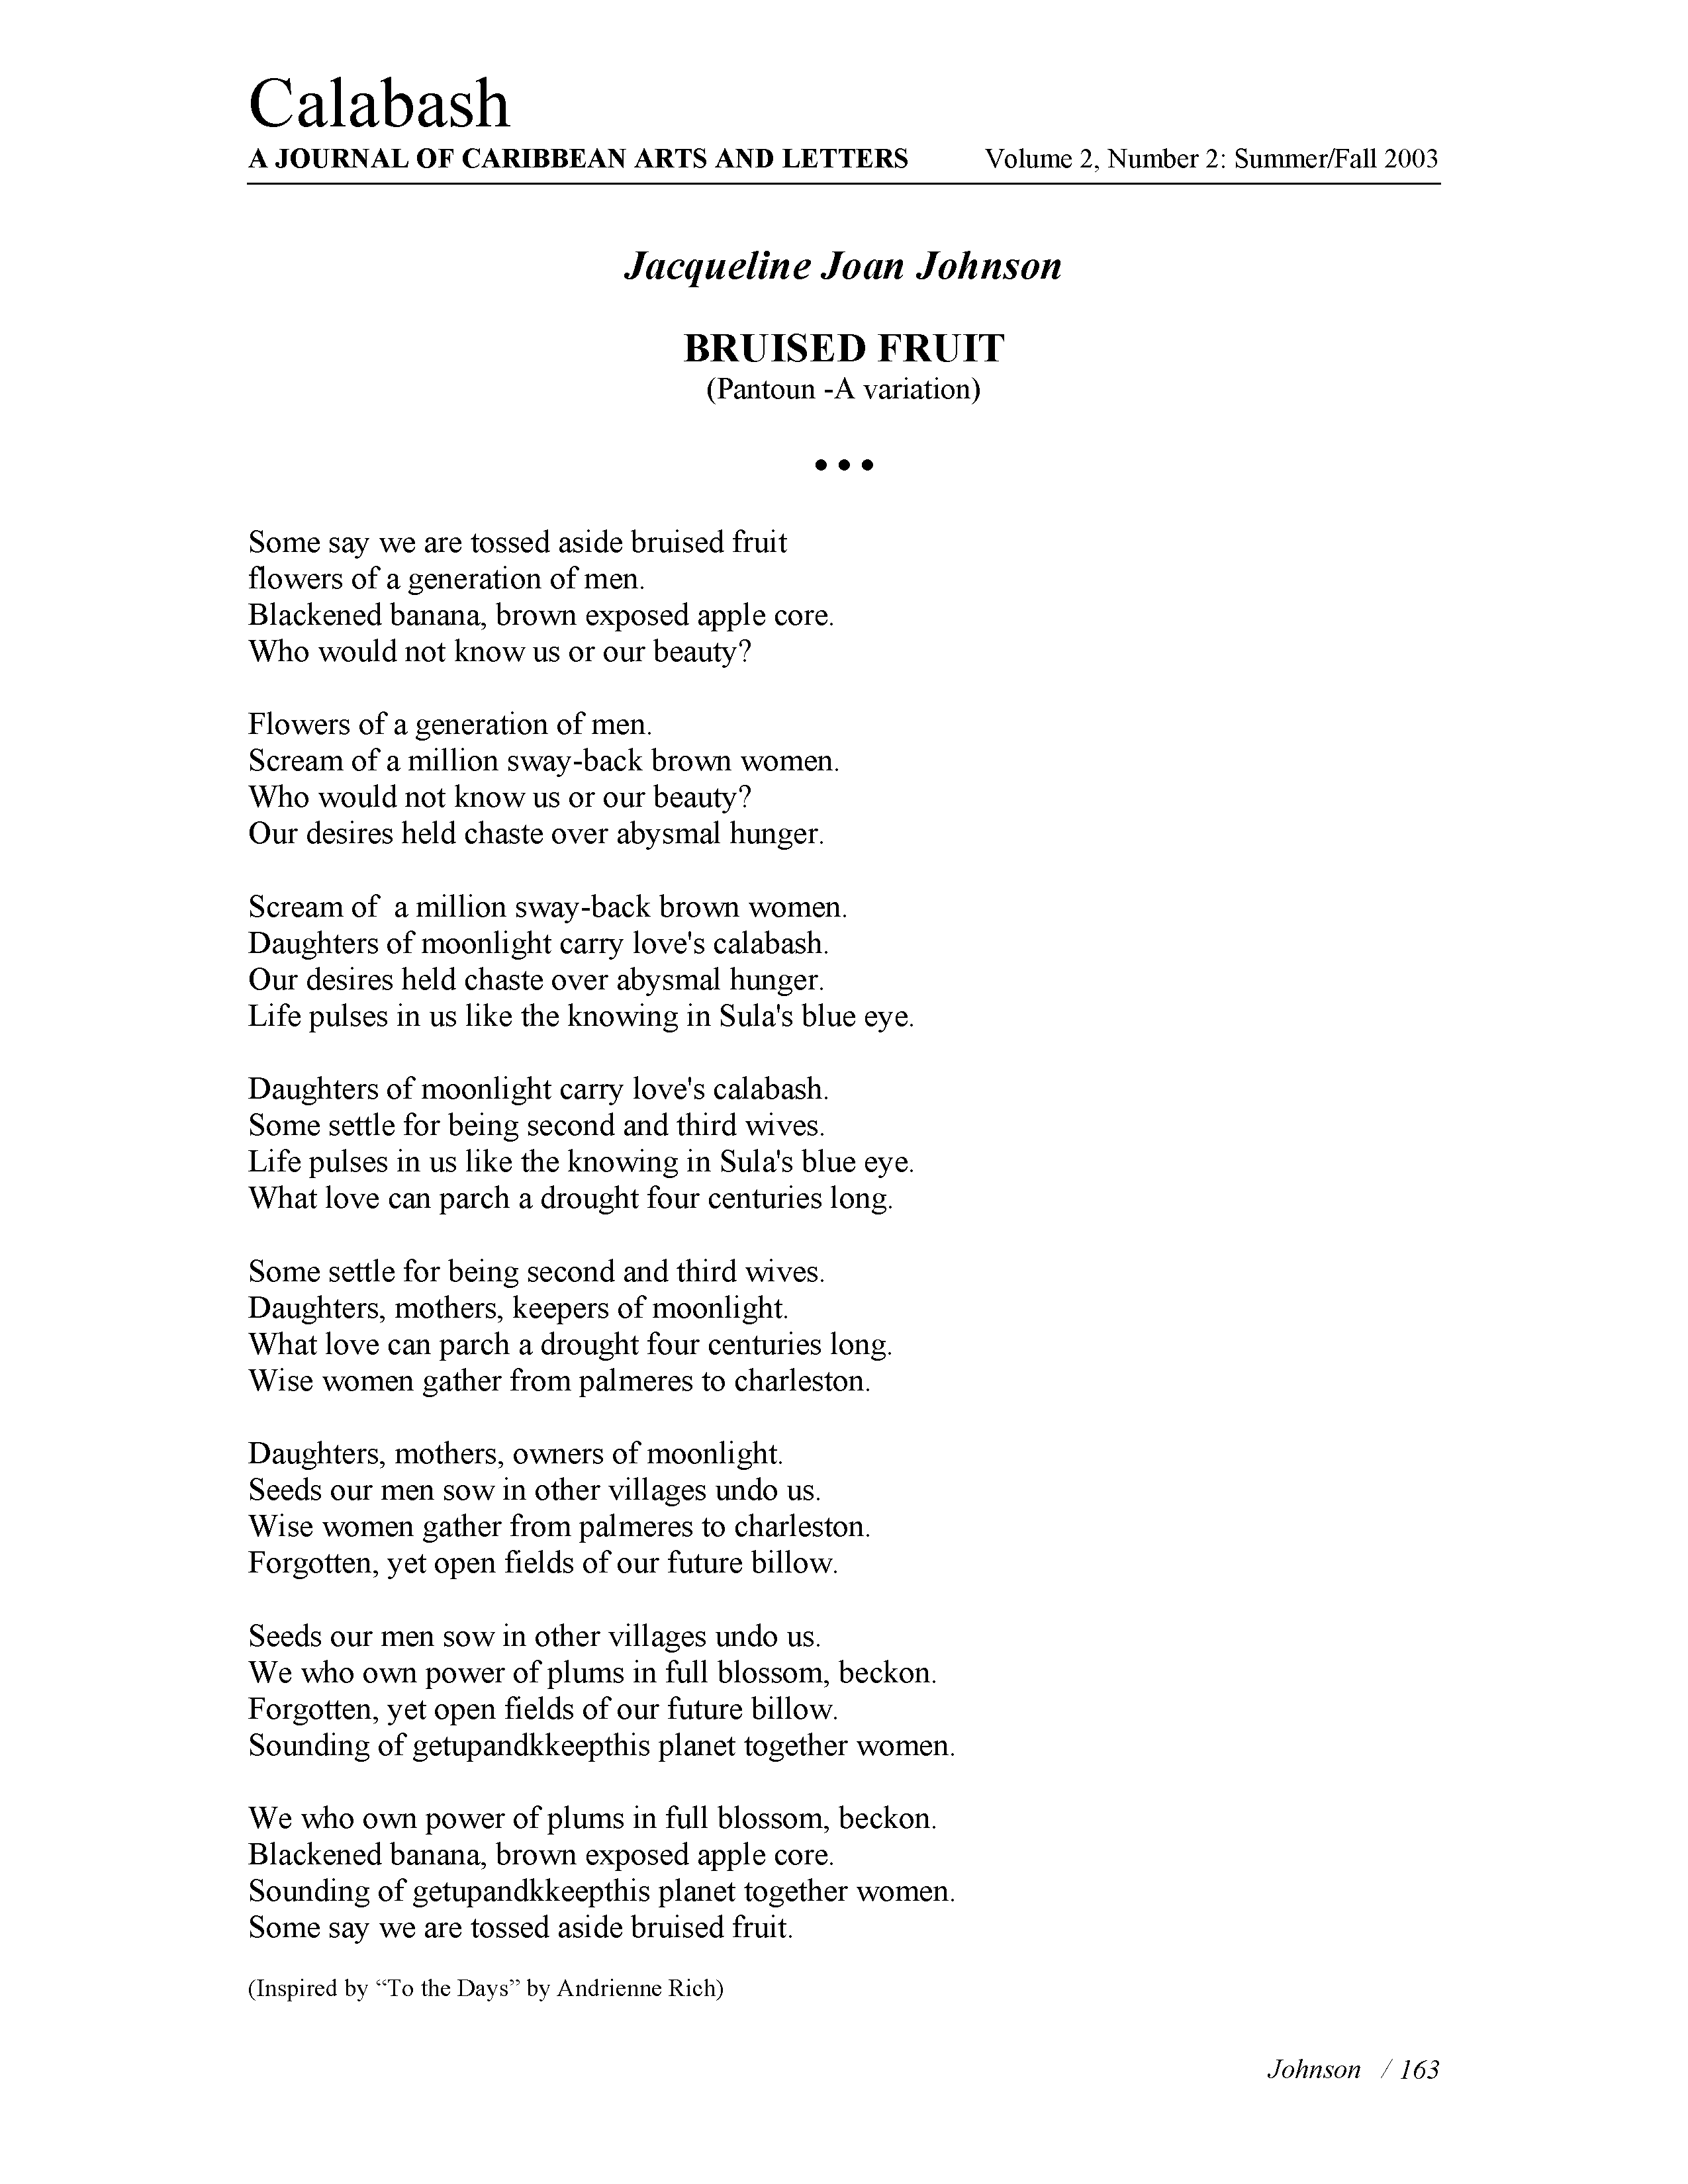 Calabash
A JOURNAL OF CARIBBEAN ARTS AND LETTERS Volume 2, Number 2: Summer/Fall 2003
Jacqueline Joan Johnson
BRUISED FRUIT
(Pantoun -A variation)
• • •
Some say we are tossed aside bruised fruit
flowers of a generation of men.
Blackened banana, brown exposed apple core.
Who would not know us or our beauty?
Flowers of a generation of men.
Scream of a million sway-back brown women.
Who would not know us or our beauty?
Our desires held chaste over abysmal hunger.
Scream of  a million sway-back brown women.
Daughters of moonlight carry love's calabash.
Our desires held chaste over abysmal hunger.
Life pulses in us like the knowing in Sula's blue eye.
Daughters of moonlight carry love's calabash.
Some settle for being second and third wives.
Life pulses in us like the knowing in Sula's blue eye.
What love can parch a drought four centuries long.
Some settle for being second and third wives.
Daughters, mothers, keepers of moonlight.
What love can parch a drought four centuries long.
Wise women gather from palmeres to charleston.
Daughters, mothers, owners of moonlight.
Seeds our men sow in other villages undo us.
Wise women gather from palmeres to charleston.
Forgotten, yet open fields of our future billow.
Seeds our men sow in other villages undo us.
We who own power of plums in full blossom, beckon.
Forgotten, yet open fields of our future billow.
Sounding of getupandkkeepthis planet together women.
We who own power of plums in full blossom, beckon.
Blackened banana, brown exposed apple core.
Sounding of getupandkkeepthis planet together women.
Some say we are tossed aside bruised fruit.
(Inspired by “To the Days” by Andrienne Rich)
Johnson / 163